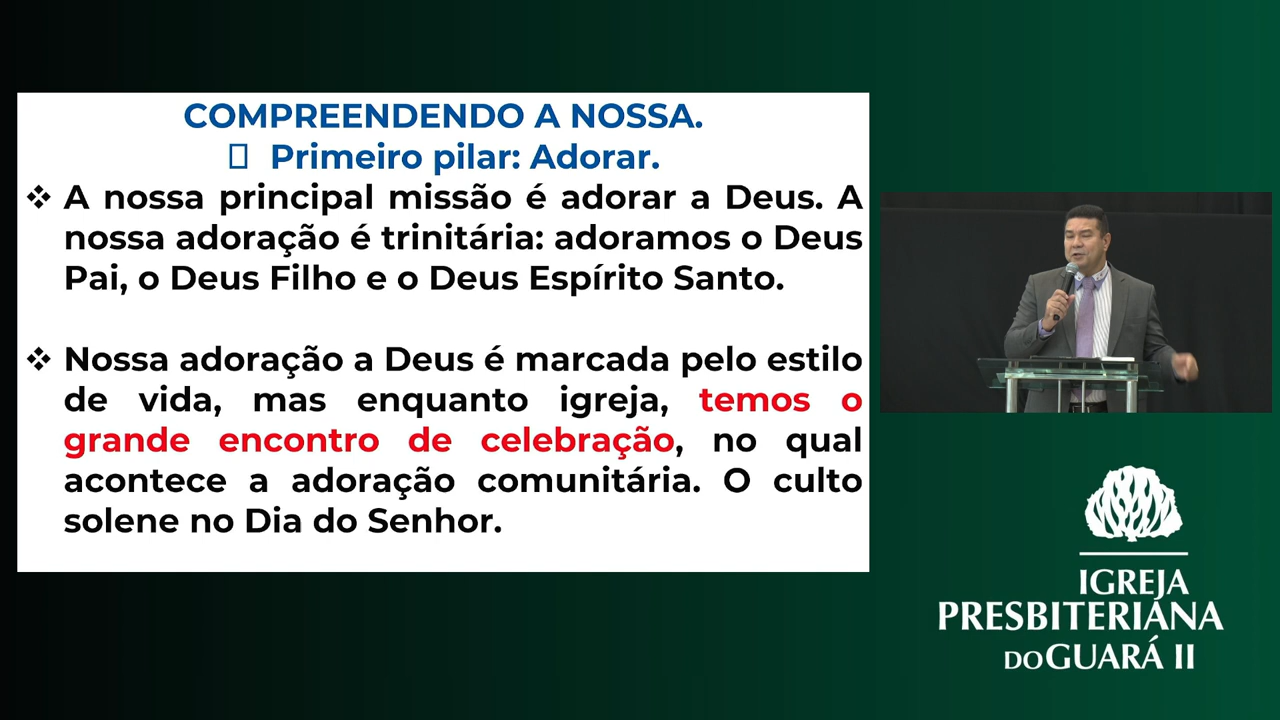 COMPREENDENDO A NOSSA.
Primeiro pilar: Adorar.
❖ A nossa principal missão é adorar a Deus. A
nossa adoração é trinitária: adoramos o Deus
Pai, o Deus Filho e o Deus Espírito Santo.
❖ Nossa adoração a Deus é marcada pelo estilo
de vida, mas enquanto igreja, temos o
grande encontro de celebração, no qual
acontece a adoração comunitária. O culto
solene no Dia do Senhor.
IGREJA
PRESBITERIANA
DO GUARÁ II